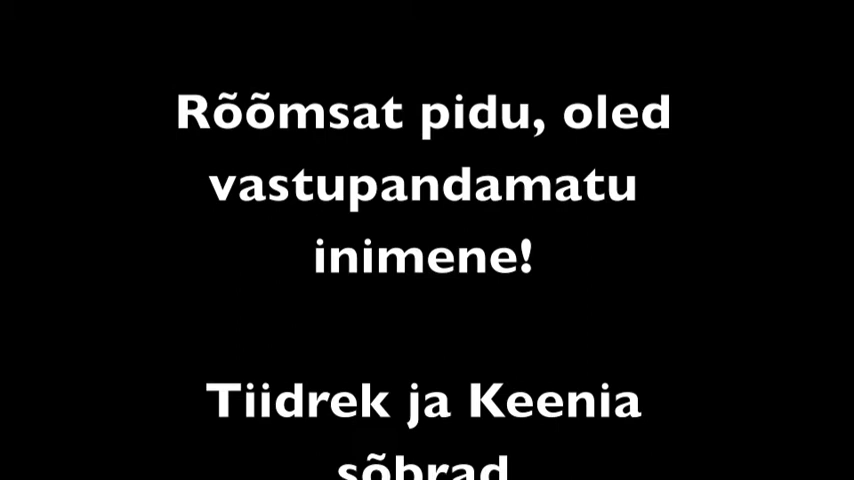 Rõõmsat pidu, oled
vastupandamatu
inimene!
Tiidrek ja Keenia
sõbrad